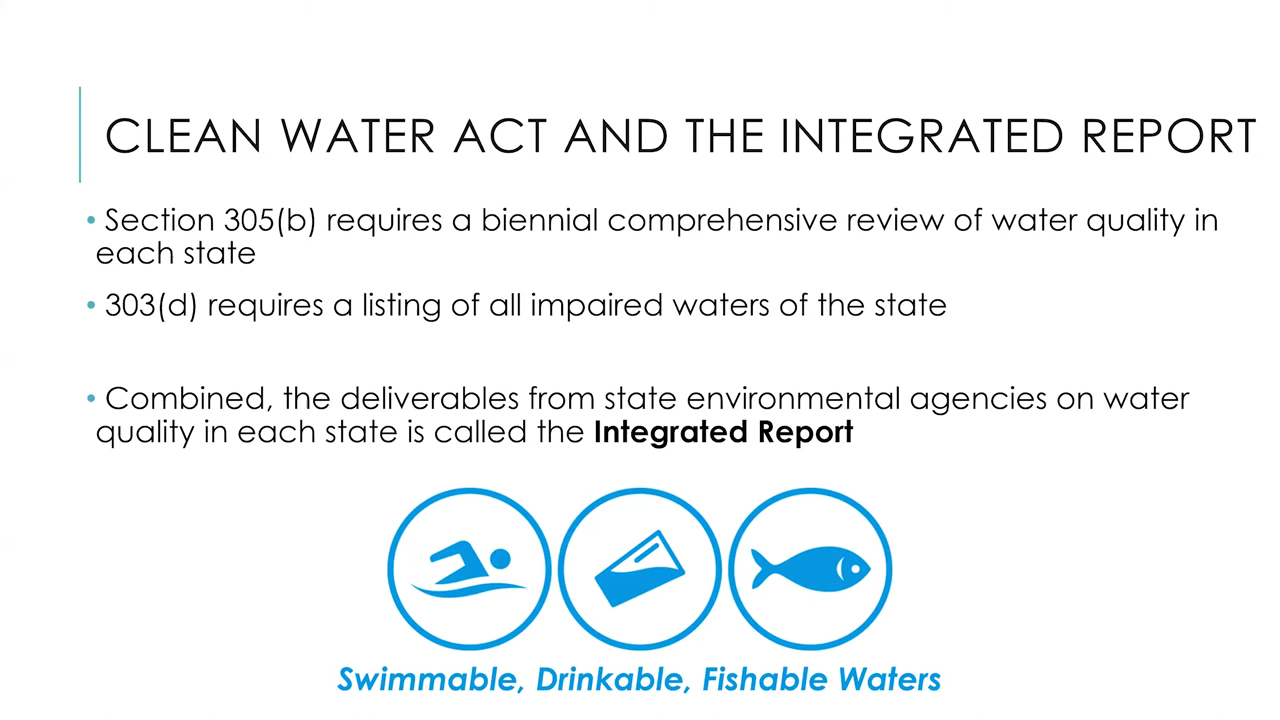 CLEAN WATER ACT AND THE INTEGRATED REPORT
• Section 305(b) requires a biennial comprehensive review of water quality in
each state
• 303(d) requires a listing of all impaired waters of the state
• Combined, the deliverables from state environmental agencies on water
quality in each state is called the Integrated Report
Swimmable, Drinkable, Fishable Waters